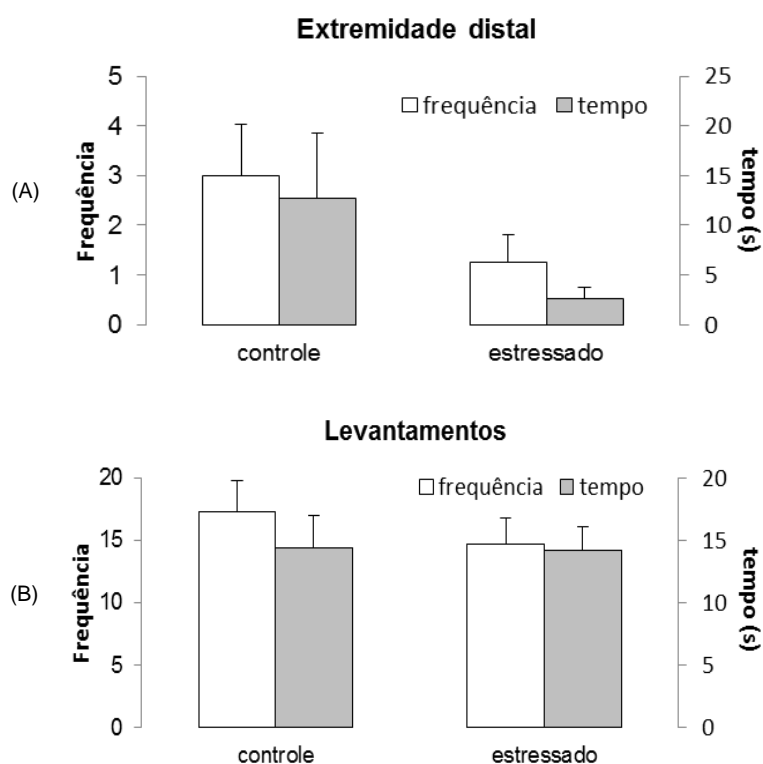 Extremidade distal
(A)
Frequência
5
4
3
2
1
0
frequência tempo
25
20
15
10
5
0
tempo (s)
controle estressado
Levantamentos
(B)
Frequência
20
15
10
5
0
frequência tempo
20
15
10
5
0
tempo (s)
controle estressado